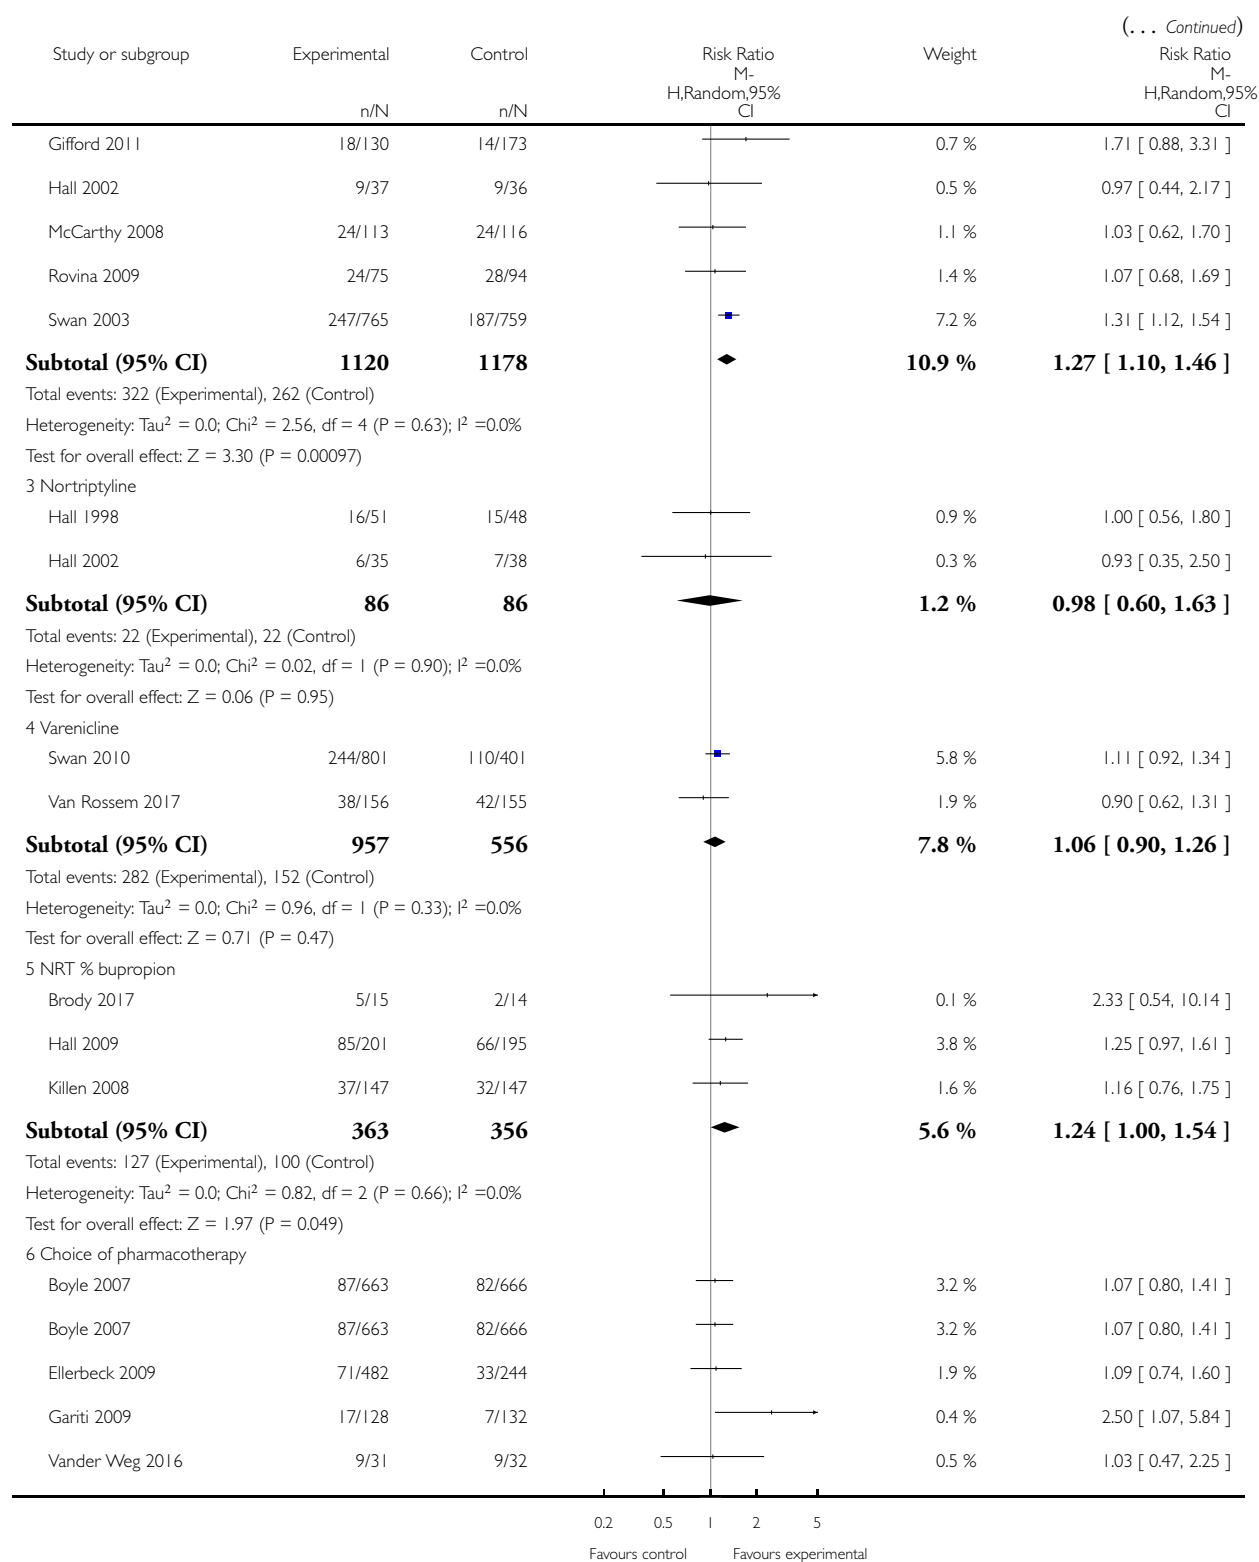 (. . . Continued)
Study or subgroup Experimental Control Risk Ratio Weight Risk Ratio
M- M-
H,Random,95% H,Random,95%
n/N n/N CI CI
Gifford 2011 18/130 14/173 0.7 % 1.71 [ 0.88, 3.31 ]
Hall 2002 9/37 9/36 0.5 % 0.97 [ 0.44, 2.17 ]
McCarthy 2008 24/113 24/116 1.1 % 1.03 [ 0.62, 1.70 ]
Rovina 2009 24/75 28/94 1.4 % 1.07 [ 0.68, 1.69 ]
Swan 2003 247/765 187/759 7.2 % 1.31 [ 1.12, 1.54 ]
Subtotal (95% CI) 1120 1178 10.9 % 1.27 [ 1.10, 1.46 ]
Total events: 322 (Experimental), 262 (Control)
Heterogeneity: Tau² = 0.0; Chi² = 2.56, df = 4 (P = 0.63); I² =0.0%
Test for overall effect: Z = 3.30 (P = 0.00097)
3 Nortriptyline
Hall 1998 16/51 15/48 0.9 % 1.00 [ 0.56, 1.80 ]
Hall 2002 6/35 7/38 0.3 % 0.93 [ 0.35, 2.50 ]
Subtotal (95% CI) 86 86 1.2 % 0.98 [ 0.60, 1.63 ]
Total events: 22 (Experimental), 22 (Control)
Heterogeneity: Tau² = 0.0; Chi² = 0.02, df = 1 (P = 0.90); I² =0.0%
Test for overall effect: Z = 0.06 (P = 0.95)
4 Varenicline
Swan 2010 244/801 110/401 5.8 % 1.11 [ 0.92, 1.34 ]
Van Rossem 2017 38/156 42/155 1.9 % 0.90 [ 0.62, 1.31 ]
Subtotal (95% CI) 957 556 7.8 % 1.06 [ 0.90, 1.26 ]
Total events: 282 (Experimental), 152 (Control)
Heterogeneity: Tau² = 0.0; Chi² = 0.96, df = 1 (P = 0.33); I² =0.0%
Test for overall effect: Z = 0.71 (P = 0.47)
5 NRT % bupropion
Brody 2017 5/15 2/14 0.1 % 2.33 [ 0.54, 10.14 ]
Hall 2009 85/201 66/195 3.8 % 1.25 [ 0.97, 1.61 ]
Killen 2008 37/147 32/147 1.6 % 1.16 [ 0.76, 1.75 ]
Subtotal (95% CI) 363 356 5.6 % 1.24 [ 1.00, 1.54 ]
Total events: 127 (Experimental), 100 (Control)
Heterogeneity: Tau² = 0.0; Chi² = 0.82, df = 2 (P = 0.66); I² =0.0%
Test for overall effect: Z = 1.97 (P = 0.049)
6 Choice of pharmacotherapy
Boyle 2007 87/663 82/666 3.2 % 1.07 [ 0.80, 1.41 ]
Boyle 2007 87/663 82/666 3.2 % 1.07 [ 0.80, 1.41 ]
Ellerbeck 2009 71/482 33/244 1.9 % 1.09 [ 0.74, 1.60 ]
Gariti 2009 17/128 7/132 0.4 % 2.50 [ 1.07, 5.84 ]
Vander Weg 2016 9/31 9/32 0.5 % 1.03 [ 0.47, 2.25 ]
0.2 0.5 1 2 5
Favours control Favours experimental